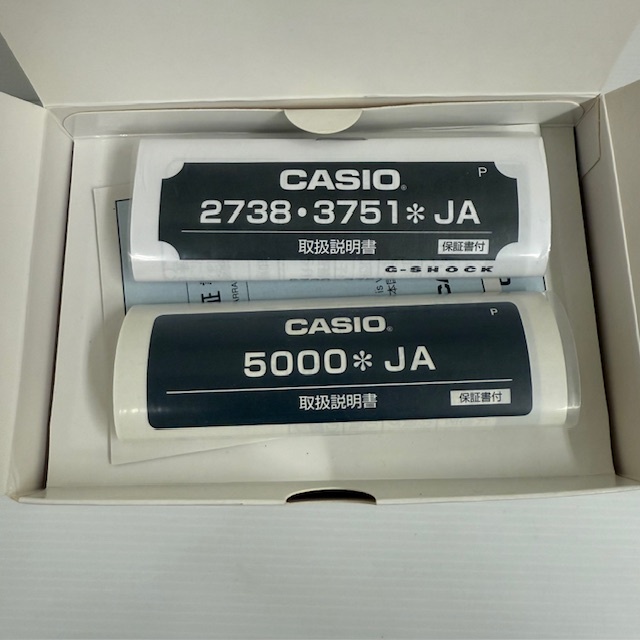 CASIO®
P
2738・3751＊JA
取扱説明書
保証書付
G-SHOCK
CASIO®
P
5000＊JA
取扱説明書
保証書付